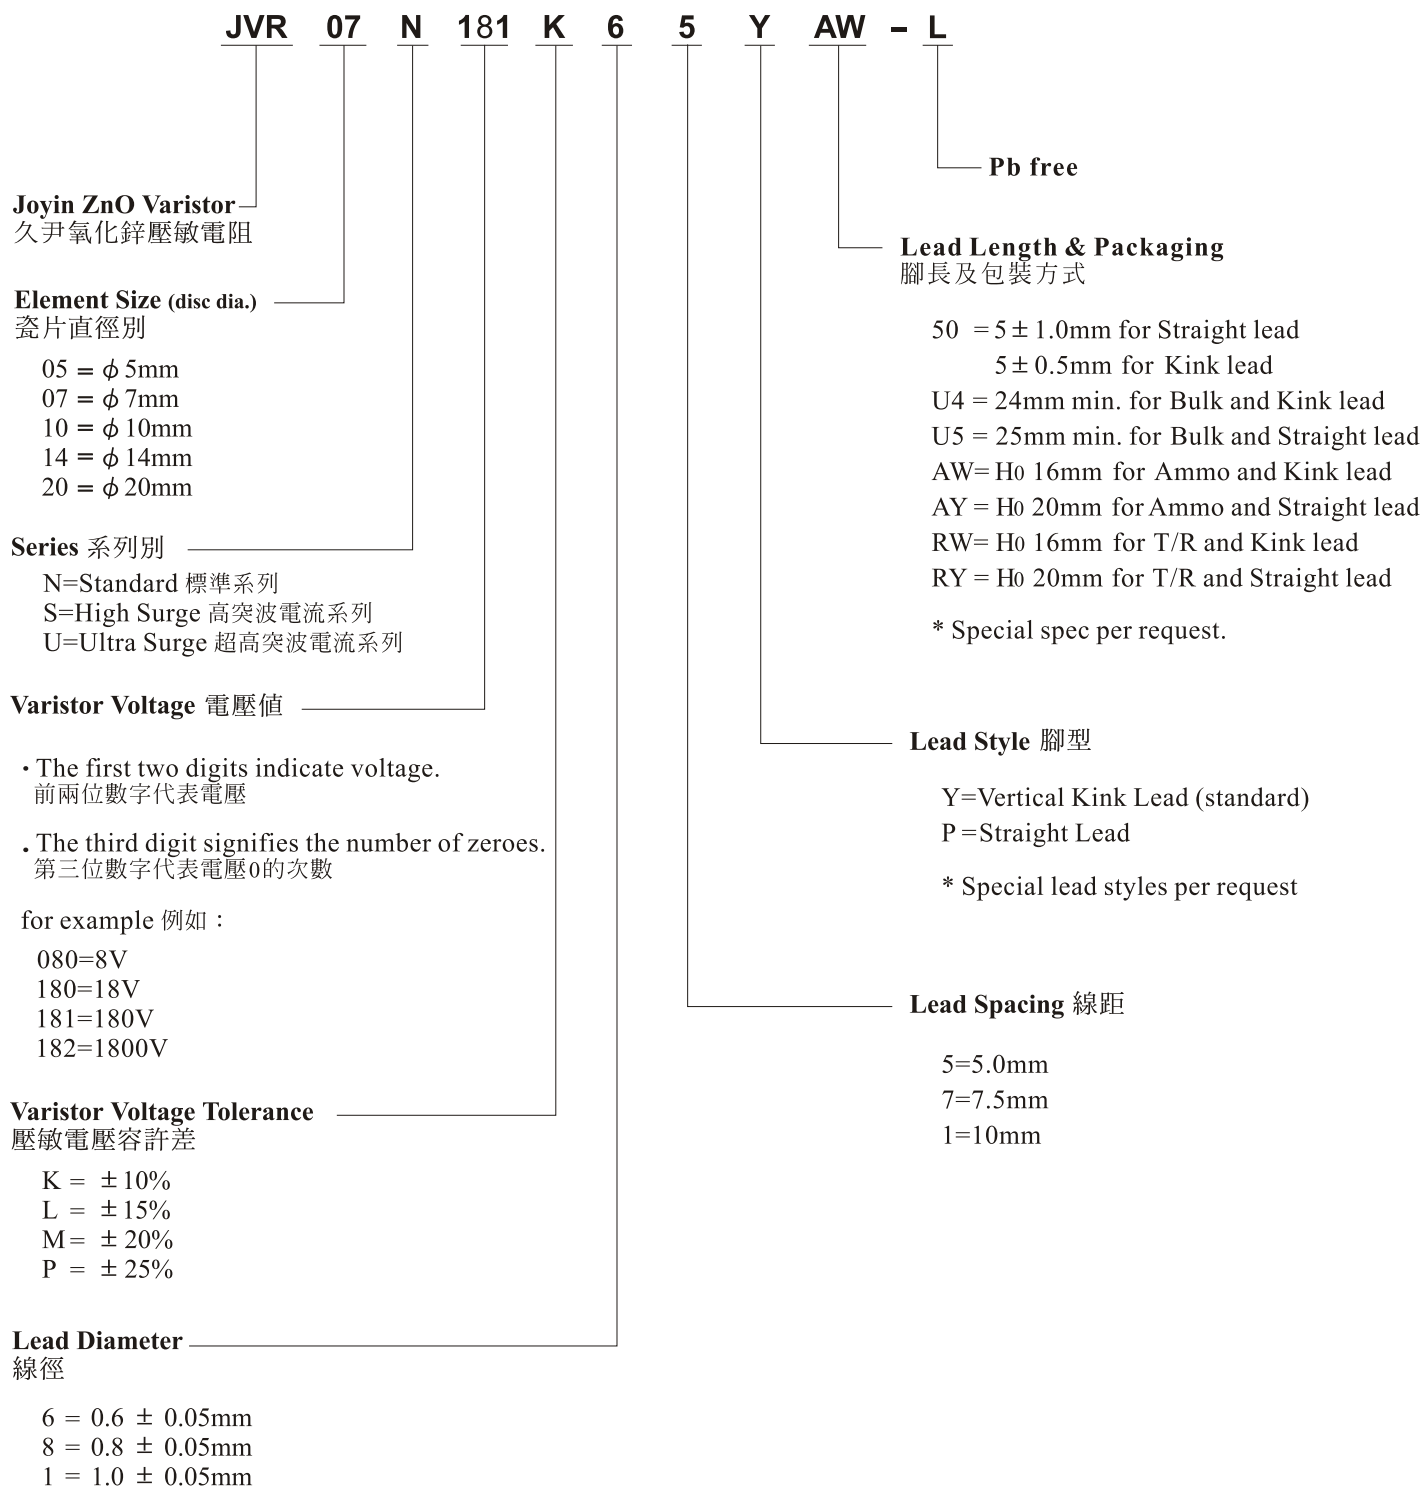 JVR 07 N 181 K 6 5 Y AW – L
Pb free
Joyin ZnO Varistor
久尹氧化鋅壓敏電阻
Lead Length & Packaging
腳長及包裝方式
50 = 5 ± 1.0mm for Straight lead
5 ± 0.5mm for Kink lead
U4 = 24mm min. for Bulk and Kink lead
U5 = 25mm min. for Bulk and Straight lead
AW= H0 16mm for Ammo and Kink lead
AY = H0 20mm for Ammo and Straight lead
RW= H0 16mm for T/R and Kink lead
RY = H0 20mm for T/R and Straight lead
* Special spec per request.
Element Size (disc dia.)
瓷片直徑別
05 = ϕ 5mm
07 = ϕ 7mm
10 = ϕ 10mm
14 = ϕ 14mm
20 = ϕ 20mm
Series 系列別
N=Standard 標準系列
S=High Surge 高突波電流系列
U=Ultra Surge 超高突波電流系列
Varistor Voltage 電壓値
· The first two digits indicate voltage.
前兩位數字代表電壓
. The third digit signifies the number of zeroes.
第三位數字代表電壓0的次數
for example 例如：
080=8V
180=18V
181=180V
182=1800V
Lead Style 腳型
Y=Vertical Kink Lead (standard)
P =Straight Lead
* Special lead styles per request
Lead Spacing 線距
5=5.0mm
7=7.5mm
1=10mm
Varistor Voltage Tolerance
壓敏電壓容許差
K = ± 10%
L = ± 15%
M = ± 20%
P = ± 25%
Lead Diameter
線徑
6 = 0.6 ± 0.05mm
8 = 0.8 ± 0.05mm
1 = 1.0 ± 0.05mm